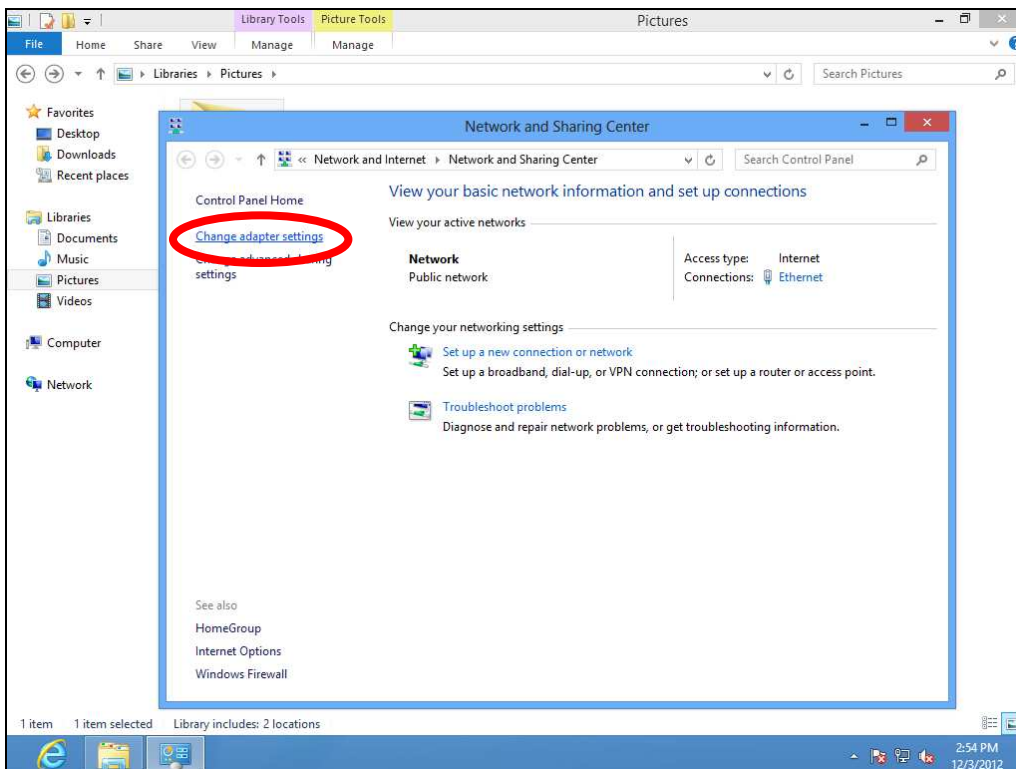 Library Tools Picture Tools Pictures
File Home Share View Manage Manage
Libraries Pictures Search Pictures
Favorites
Desktop
Downloads
Recent places
Libraries
Documents
Music
Pictures
Videos
Computer
Network
Network and Sharing Center
« Network and Internet Network and Sharing Center Search Control Panel
Control Panel Home
Change adapter settings
Change advanced sharing
settings
View your basic network information and set up connections
View your active networks
Network
Public network
Access type: Internet
Connections: Ethernet
Change your networking settings
Set up a new connection or network
Set up a broadband, dial-up, or VPN connection; or set up a router or access point.
Troubleshoot problems
Diagnose and repair network problems, or get troubleshooting information.
See also
HomeGroup
Internet Options
Windows Firewall
1 item 1 item selected Library includes: 2 locations
2:54 PM
12/3/2012